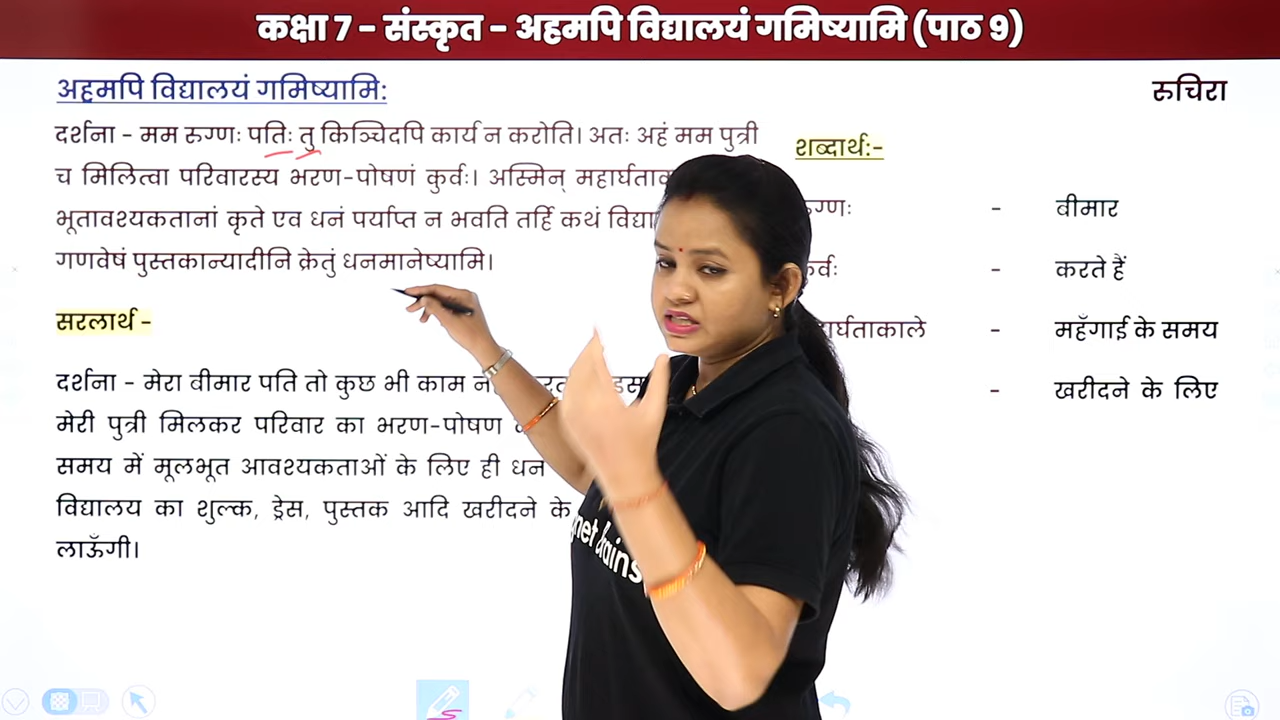 कक्षा 7 - संस्कृत - अहमपि विद्यालयं गमिष्यामि (पाठ 9)
अहमपि विद्यालयं गमिष्यामि:
रुचिरा
दर्शना - मम रुग्णः पतिः तु किञ्चिदपि कार्य न करोति। अतः अहं मम पुत्री
च मिलित्वा परिवारस्य भरण-पोषणं कुर्वः। अस्मिन्
भूतावश्यकतानां कृते एव धनं पर्याप्त न भवति तर्हि कथं
गणवेषं पुस्तकान्यादीनि क्रेतुं धनमानेष्यामि।
शब्दार्थ:-
- बीमार
- करते हैं
- महँगाई के समय
- खरीदने के लिए
सरलार्थ -
दर्शना - मेरा बीमार पति तो कुछ भी काम
मेरी पुत्री मिलकर परिवार का भरण-पोषण
समय में मूलभूत आवश्यकताओं के लिए ही धन
विद्यालय का शुल्क, ड्रेस, पुस्तक आदि खरीदने के
लाऊँगी।